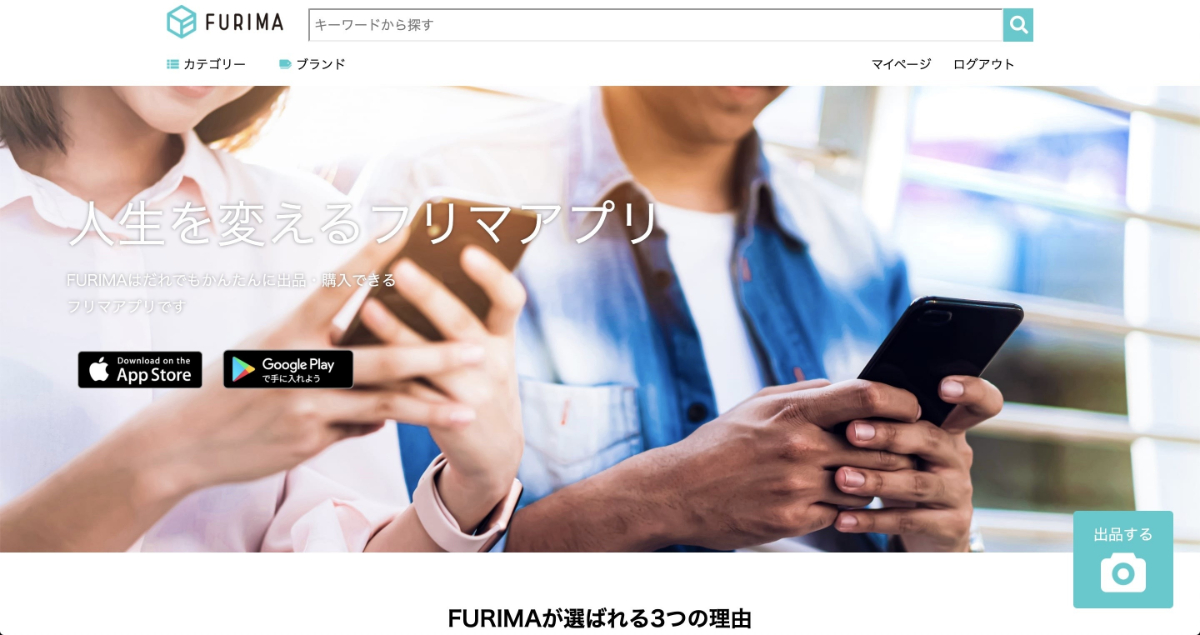 FURIMA
キーワードから探す
カテゴリー
ブランド
マイページ
ログアウト
人生を変えるフリマアプリ
FURIMAはだれでもかんたんに出品・購入できる
フリマアプリです
Download on the
App Store
Google Play
で手に入れよう
出品する
FURIMAが選ばれる3つの理由